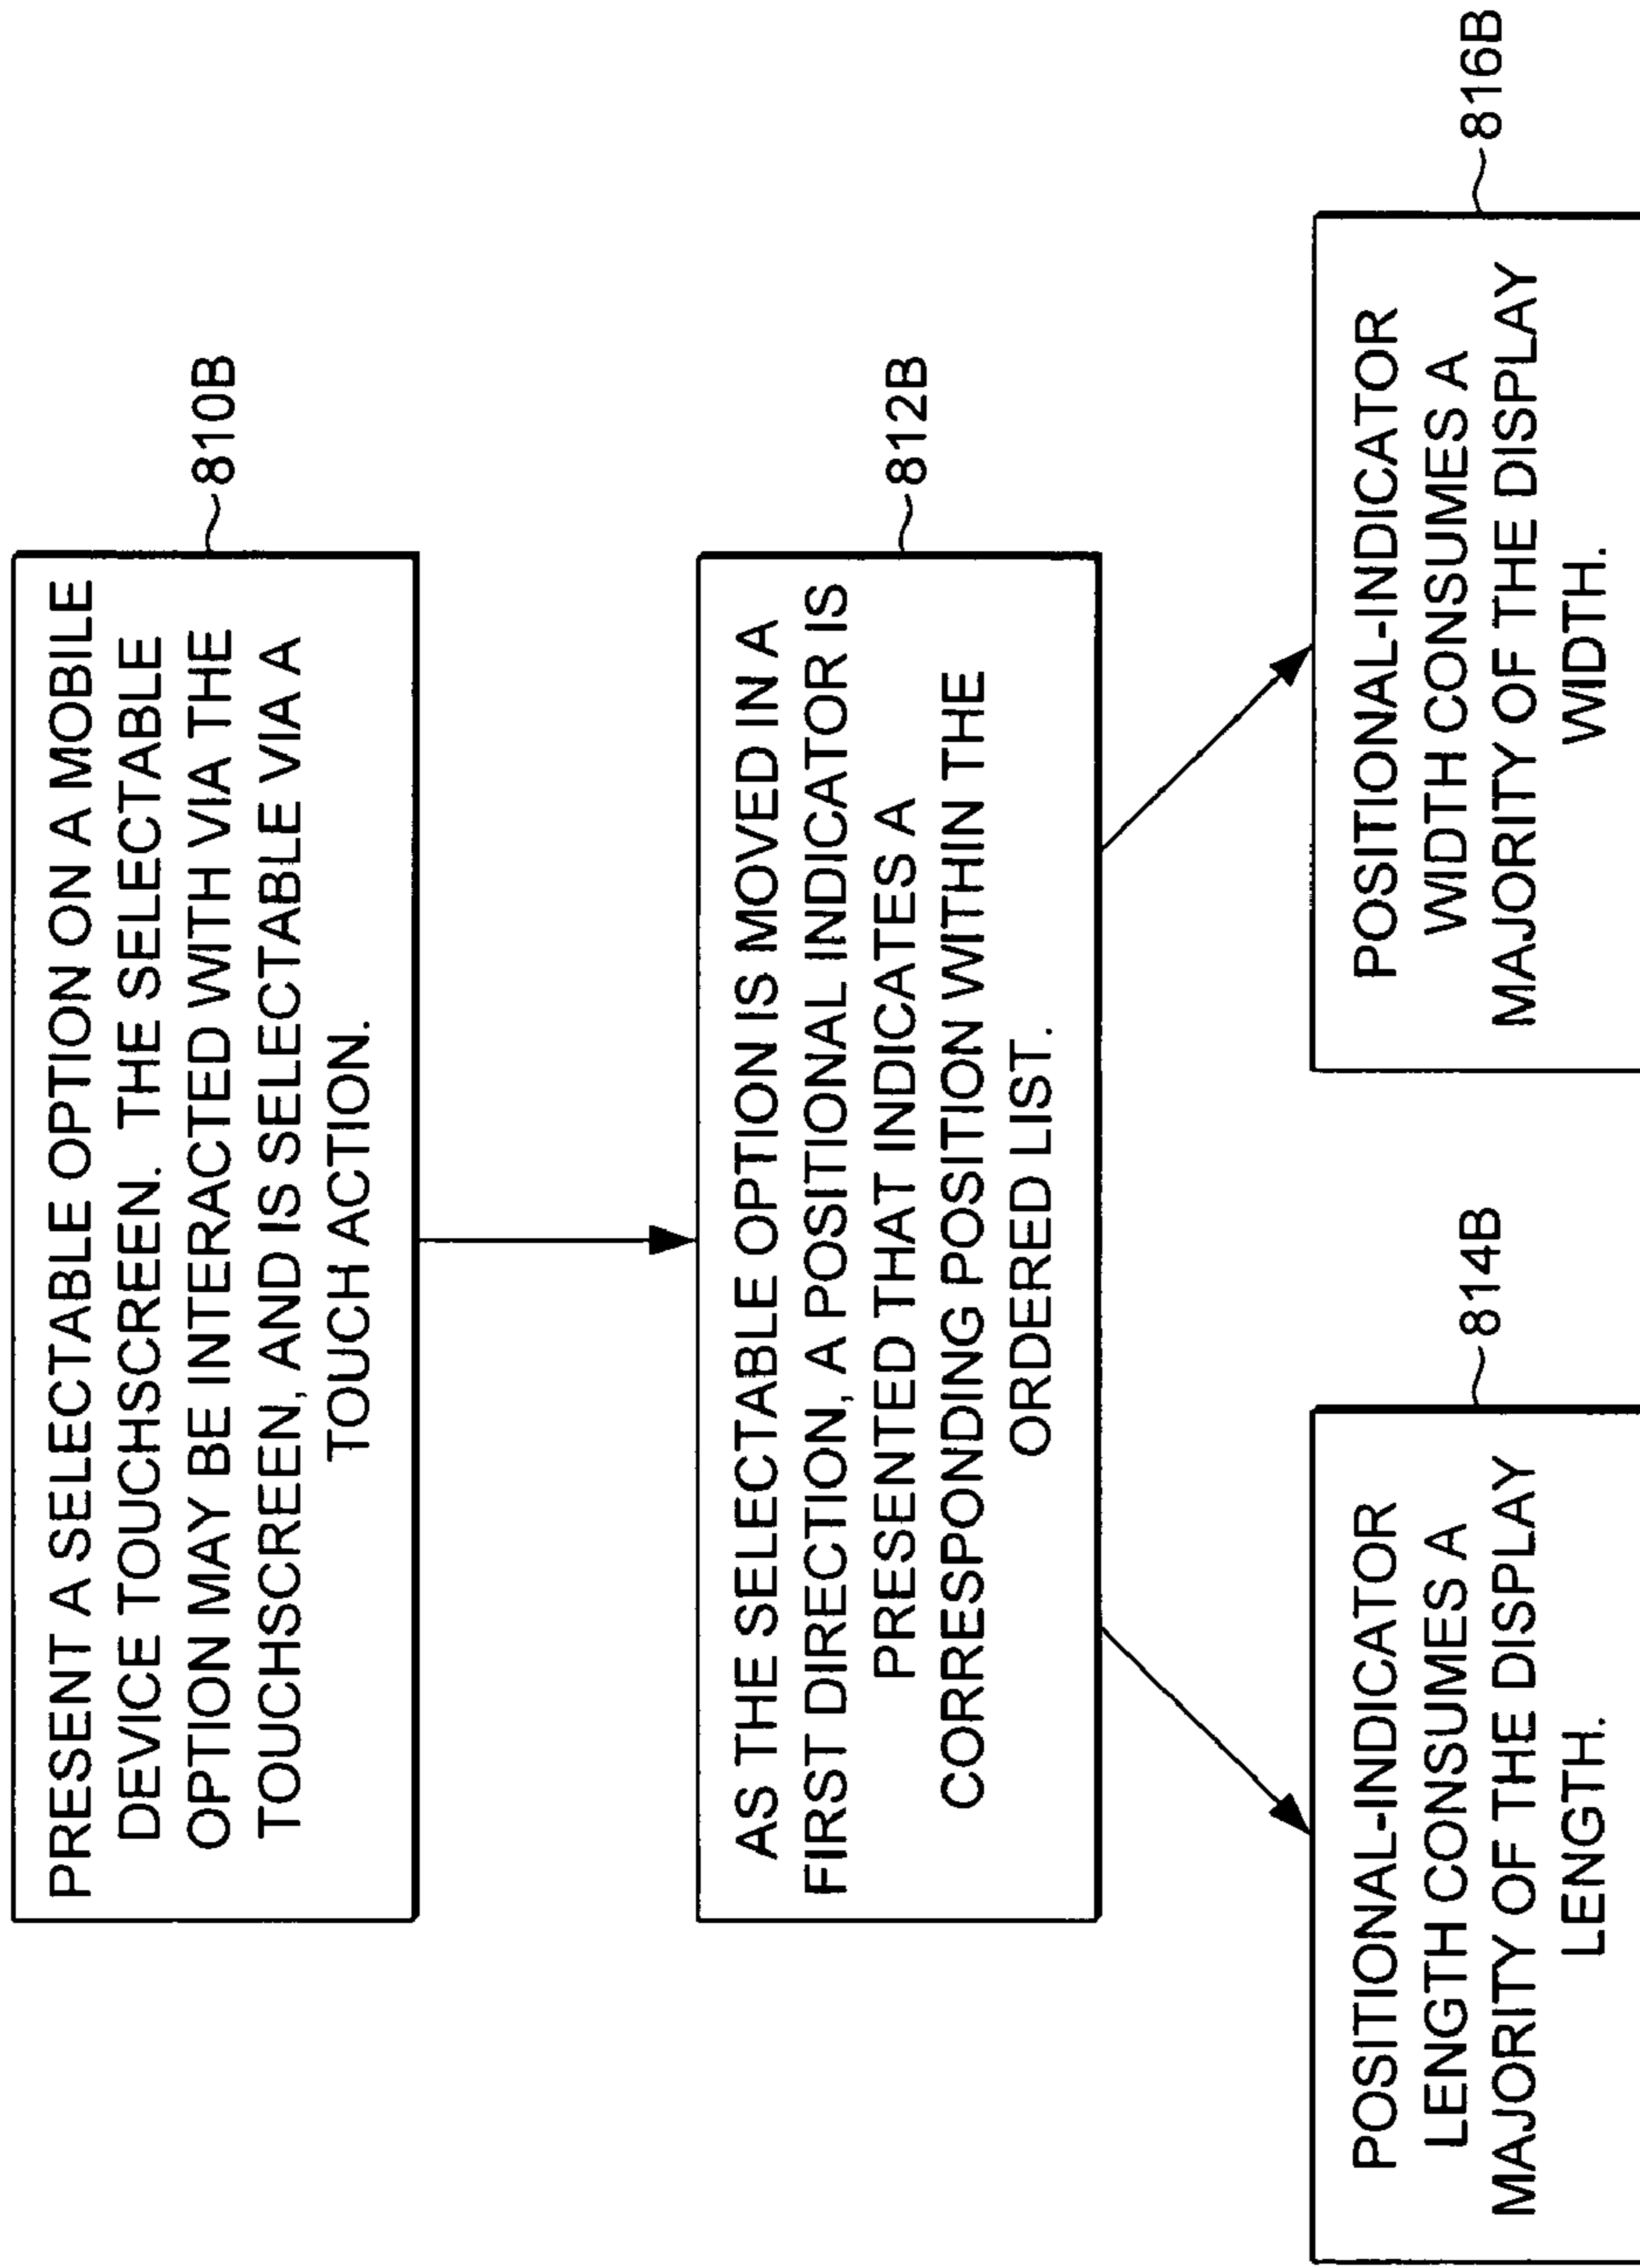 PRESENT A SELECTABLE OPTION ON A MOBILE
DEVICE TOUCHSCREEN. THE SELECTABLE
OPTION MAY BE INTERACTED WITH VIA THE
TOUCHSCREEN, AND IS SELECTABLE VIA A
TOUCH ACTION.
810B
AS THE SELECTABLE OPTION IS MOVED IN A
FIRST DIRECTION, A POSITIONAL INDICATOR IS
PRESENTED THAT INDICATES A
CORRESPONDING POSITION WITHIN THE
ORDERED LIST.
812B
POSITIONAL-INDICATOR
LENGTH CONSUMES A
MAJORITY OF THE DISPLAY
LENGTH.
814B
POSITIONAL-INDICATOR
WIDTH CONSUMES A
MAJORITY OF THE DISPLAY
WIDTH.
816B